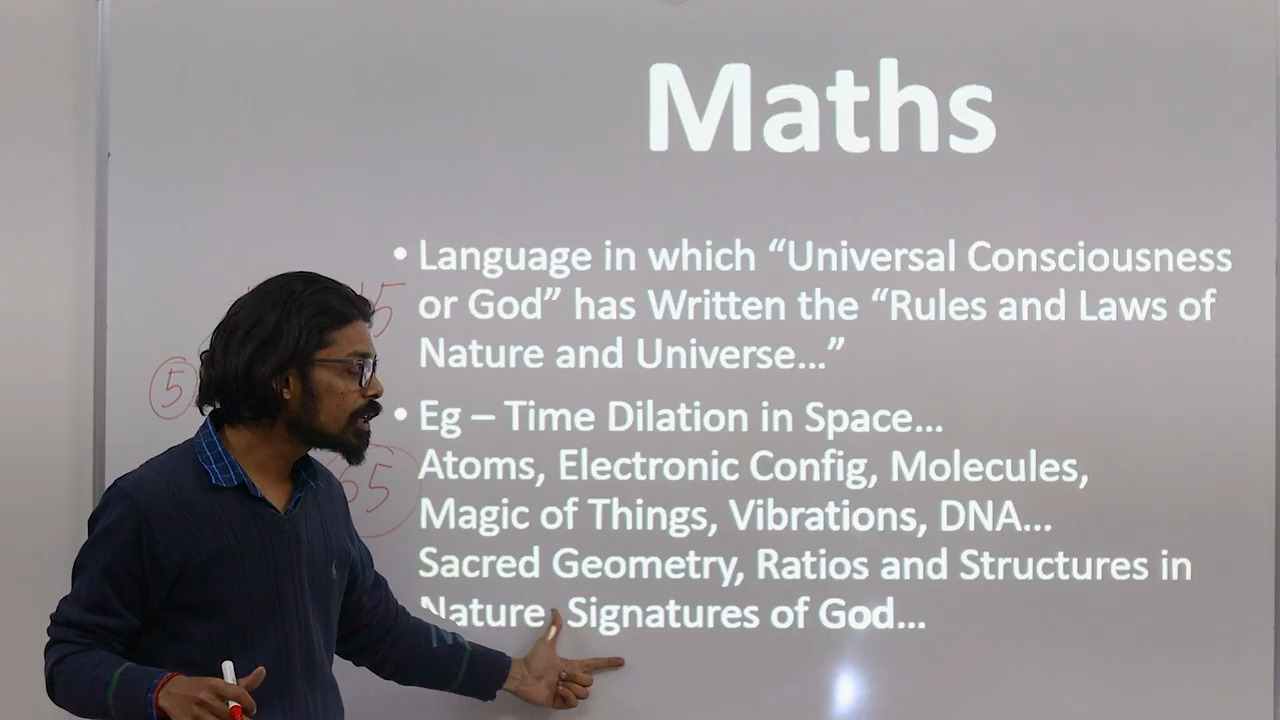 Maths
• Language in which “Universal Consciousness
or God” has Written the “Rules and Laws of
Nature and Universe...”
• Eg – Time Dilation in Space...
Atoms, Electronic Config, Molecules,
Magic of Things, Vibrations, DNA...
Sacred Geometry, Ratios and Structures in
Nature, Signatures of God...
5